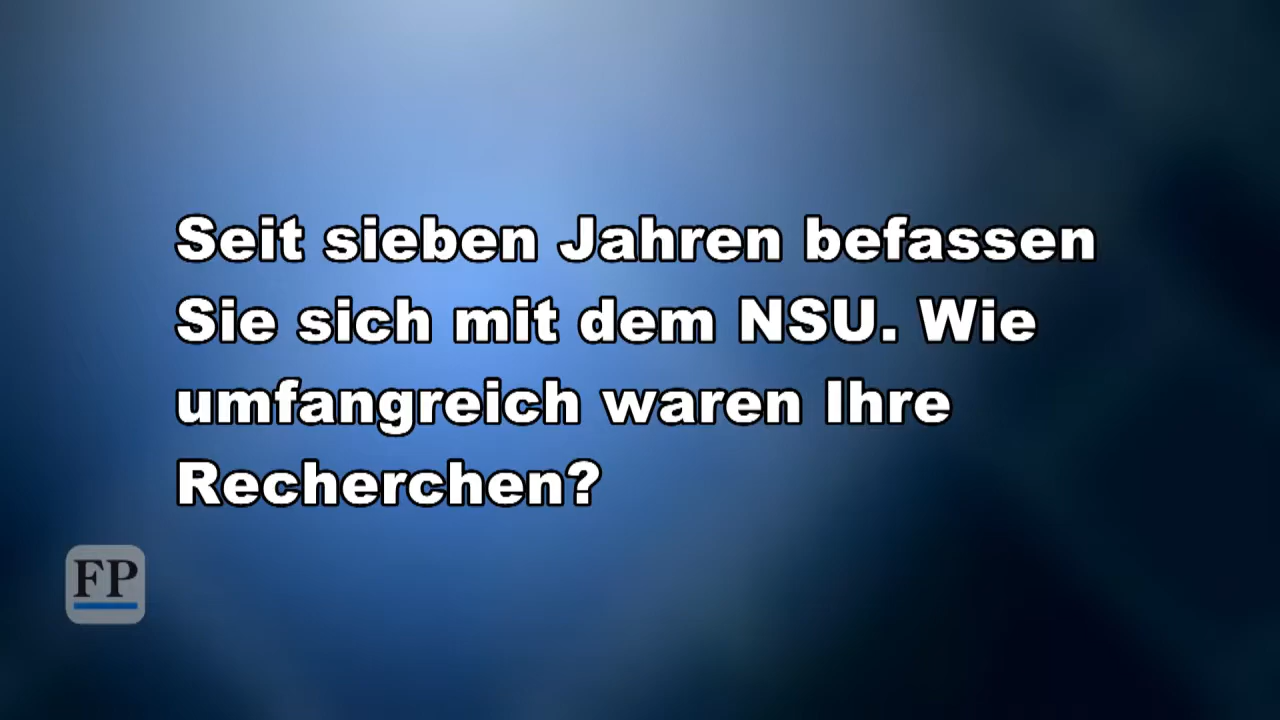 Seit sieben Jahren befassen
Sie sich mit dem NSU. Wie
umfangreich waren Ihre
Recherchen?
FP